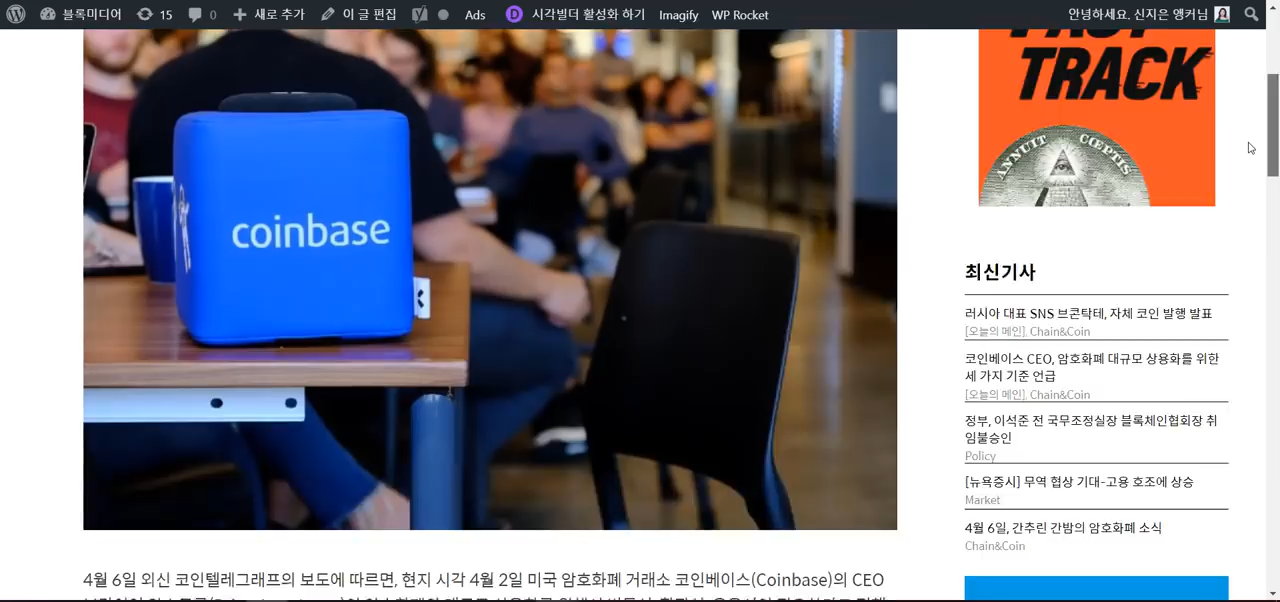 블록미디어 15 0 새로 추가 이 글 편집 Ads 시각빌더 활성화 하기 Imagify WP Rocket 안녕하세요. 신지은 앵커님
TRACK
ANNUIT CŒPTIS
coinbase
최신기사
러시아 대표 SNS 브콘탁테, 자체 코인 발행 발표
[오늘의 메인], Chain&Coin
코인베이스 CEO, 암호화폐 대규모 상용화를 위한
세 가지 기준 언급
[오늘의 메인], Chain&Coin
정부, 이석준 전 국무조정실장 블록체인협회장 취
임불승인
Policy
[뉴욕증시] 무역 협상 기대-고용 호조에 상승
Market
4월 6일, 간추린 간밤의 암호화폐 소식
Chain&Coin
4월 6일 외신 코인텔레그래프의 보도에 따르면, 현지 시각 4월 2일 미국 암호화폐 거래소 코인베이스(Coinbase)의 CEO